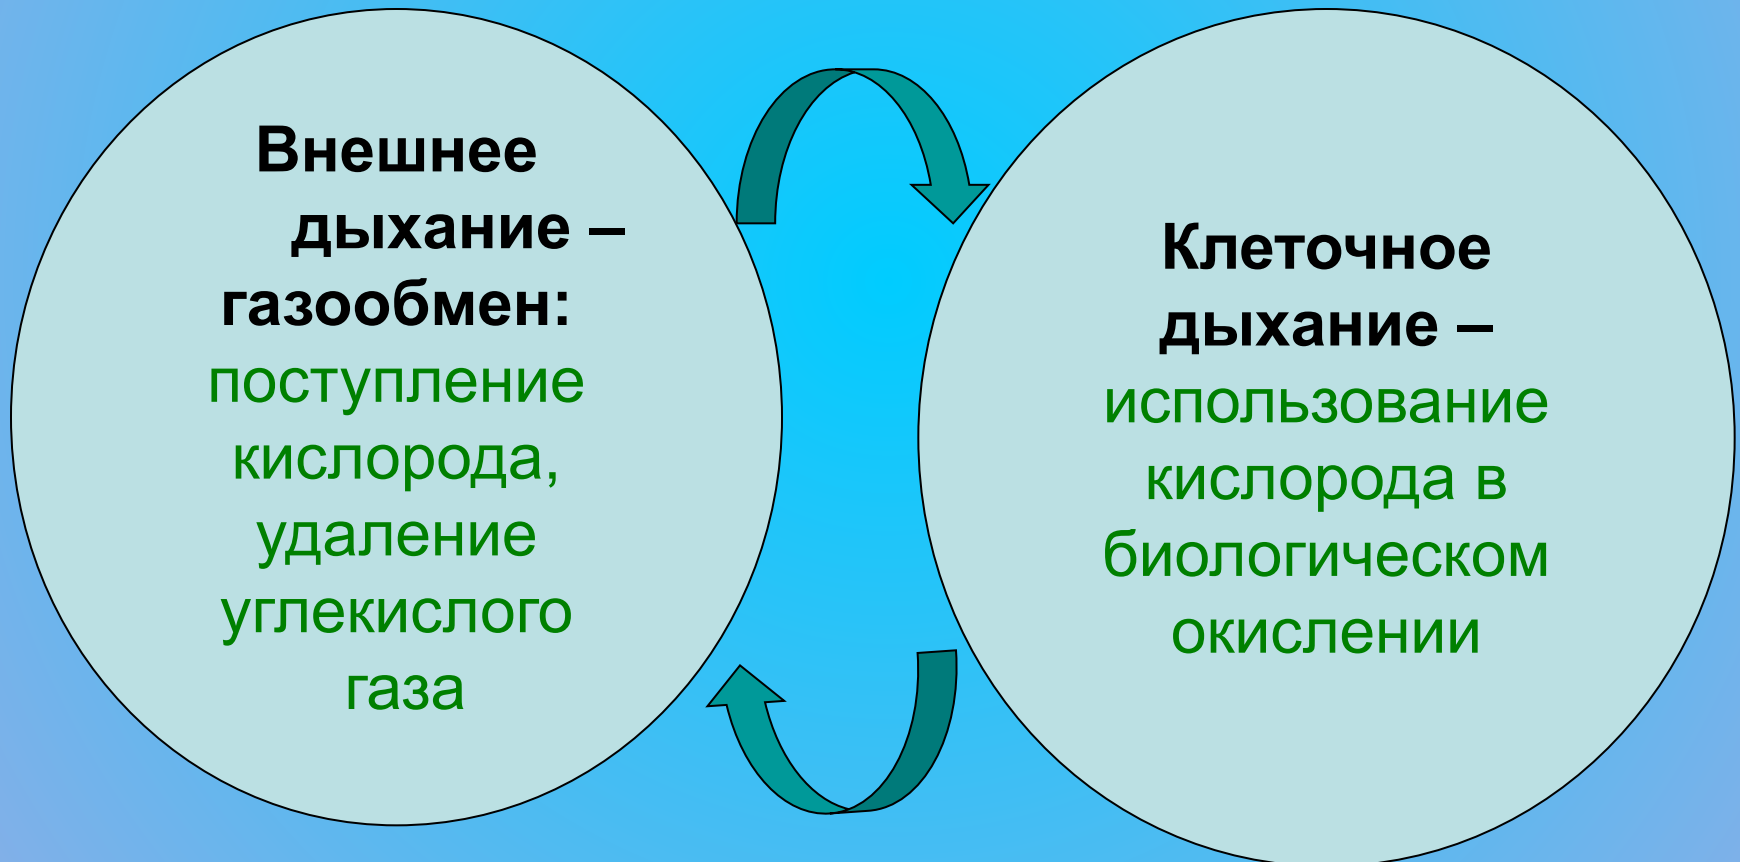 Внешнее
дыхание –
газообмен:
поступление
кислорода,
удаление
углекислого
газа
Клеточное
дыхание –
использование
кислорода в
биологическом
окислении